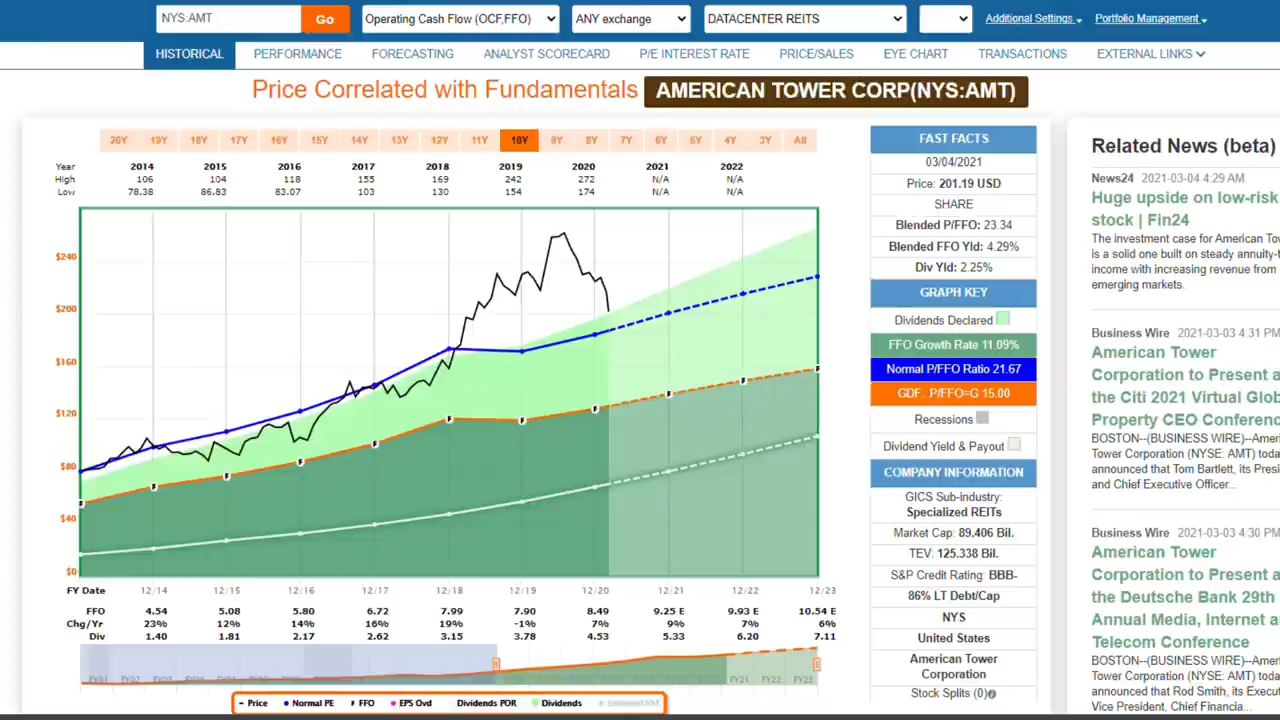 NYS:AMT Go Operating Cash Flow (OCF,FFO) ANY exchange DATACENTER REITS Additional Settings Portfolio Management
HISTORICAL PERFORMANCE FORECASTING ANALYST SCORECARD P/E INTEREST RATE PRICE/SALES EYE CHART TRANSACTIONS EXTERNAL LINKS
Price Correlated with Fundamentals AMERICAN TOWER CORP(NYS:AMT)
20Y 19Y 18Y 17Y 16Y 15Y 14Y 13Y 12Y 11Y 10Y 9Y 8Y 7Y 6Y 5Y 4Y 3Y All
Year 2014 2015 2016 2017 2018 2019 2020 2021 2022
High 106 104 118 155 169 242 272 N/A N/A
Low 78.38 86.83 83.07 103 130 154 174 N/A N/A
$240
$200
$160
$120
$80
$40
$0
FY Date 12/14 12/15 12/16 12/17 12/18 12/19 12/20 12/21 12/22 12/23
FFO 4.54 5.08 5.80 6.72 7.99 7.90 8.49 9.25 E 9.93 E 10.54 E
Chg/Yr 23% 12% 14% 16% 19% -1% 7% 9% 7% 6%
Div 1.40 1.81 2.17 2.62 3.15 3.78 4.53 5.33 6.20 7.11
FY01 FY02 FY03 FY21 FY22 FY23
Price Normal PE FFO EPS Ovd Dividends POR Dividends
FAST FACTS
03/04/2021
Price: 201.19 USD
SHARE
Blended P/FFO: 23.34
Blended FFO Yld: 4.29%
Div Yld: 2.25%
GRAPH KEY
Dividends Declared
FFO Growth Rate 11.09%
Normal P/FFO Ratio 21.67
GDF...P/FFO=G 15.00
Recessions
Dividend Yield & Payout
COMPANY INFORMATION
GICS Sub-industry:
Specialized REITs
Market Cap: 89.406 Bil.
TEV: 125.338 Bil.
S&P Credit Rating: BBB-
86% LT Debt/Cap
NYS
United States
American Tower
Corporation
Stock Splits (0)
Related News (beta)
News24 2021-03-04 4:29 AM
Huge upside on low-risk
stock | Fin24
The investment case for American Tow
is a solid one built on steady annuity-t
income with increasing revenue from
emerging markets.
Business Wire 2021-03-03 4:31 PM
American Tower
Corporation to Present a
the Citi 2021 Virtual Glob
Property CEO Conferenc
BOSTON--(BUSINESS WIRE)--Ameri
Tower Corporation (NYSE: AMT) toda
announced that Tom Bartlett, its Presi
and Chief Executive Officer...
Business Wire 2021-03-03 4:30 PM
American Tower
Corporation to Present a
the Deutsche Bank 29th
Annual Media, Internet a
Telecom Conference
BOSTON--(BUSINESS WIRE)--Ameri
Tower Corporation (NYSE: AMT) toda
announced that Rod Smith, its Execu
Vice President, Chief Financia...